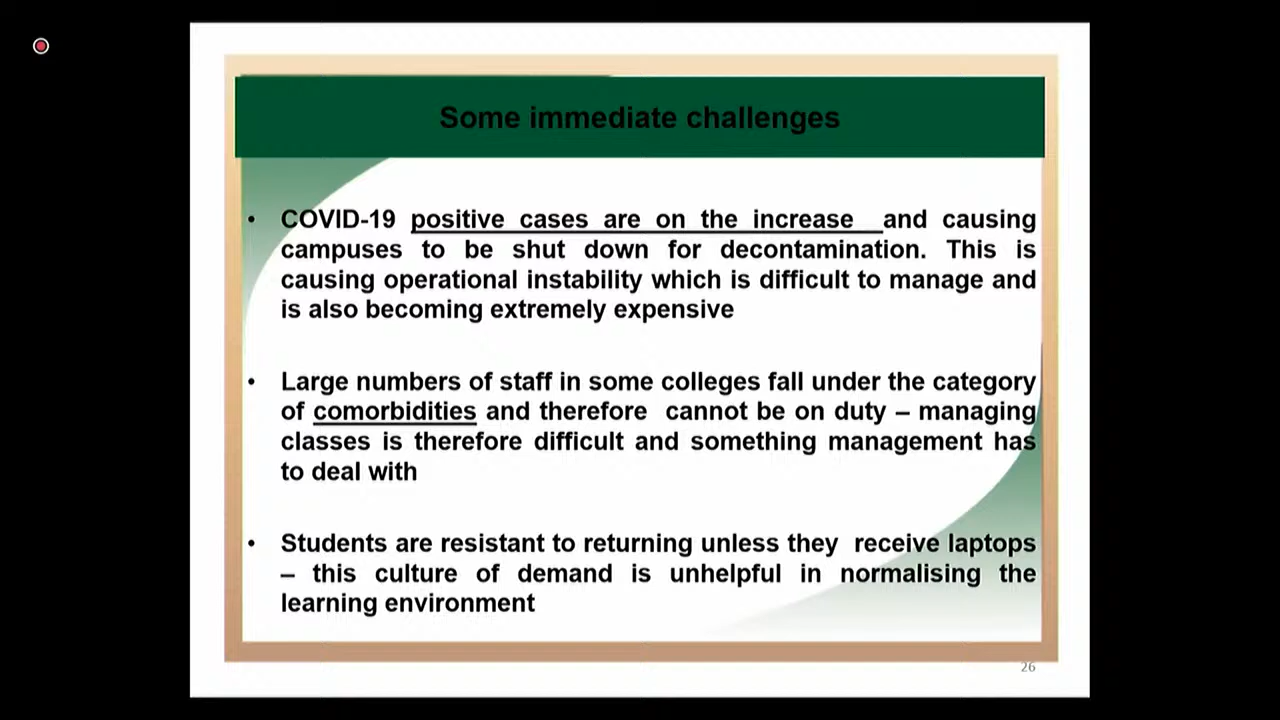 Some immediate challenges
• COVID-19 positive cases are on the increase and causing
campuses to be shut down for decontamination. This is
causing operational instability which is difficult to manage and
is also becoming extremely expensive
• Large numbers of staff in some colleges fall under the category
of comorbidities and therefore cannot be on duty – managing
classes is therefore difficult and something management has
to deal with
• Students are resistant to returning unless they receive laptops
– this culture of demand is unhelpful in normalising the
learning environment
26